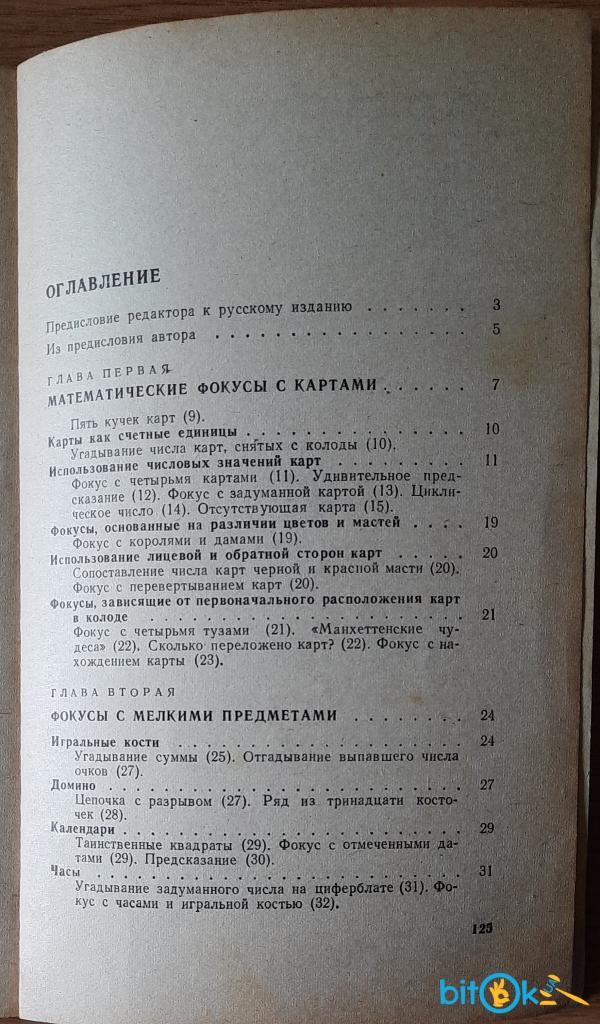 ОГЛАВЛЕНИЕ
Предисловие редактора к русскому изданию . . . . . . . 3
Из предисловия автора . . . . . . . . . . . . . . . 5
ГЛАВА ПЕРВАЯ
МАТЕМАТИЧЕСКИЕ ФОКУСЫ С КАРТАМИ . . . . . . 7
Пять кучек карт (9).
Карты как счетные единицы . . . . . . . . . . . . . . 10
Угадывание числа карт, снятых с колоды (10).
Использование числовых значений карт . . . . . . . . . 11
Фокус с четырьмя картами (11). Удивительное пред-
сказание (12). Фокус с задуманной картой (13). Цикли-
ческое число (14). Отсутствующая карта (15).
Фокусы, основанные на различии цветов и мастей . . . . 19
Фокус с королями и дамами (19).
Использование лицевой и обратной сторон карт . . . . . 20
Сопоставление числа карт черной и красной масти (20).
Фокус с перевертыванием карт (20).
Фокусы, зависящие от первоначального расположения карт
в колоде . . . . . . . . . . . . . . . . . . . . 21
Фокус с четырьмя тузами (21). «Манхеттенские чу-
деса» (22). Сколько переложено карт? (22). Фокус с на-
хождением карты (23).
ГЛАВА ВТОРАЯ
ФОКУСЫ С МЕЛКИМИ ПРЕДМЕТАМИ . . . . . . . . 24
Игральные кости . . . . . . . . . . . . . . . . . . 24
Угадывание суммы (25). Отгадывание выпавшего числа
очков (27).
Домино . . . . . . . . . . . . . . . . . . . . . . 27
Цепочка с разрывом (27). Ряд из тринадцати косто-
чек (28).
Календари . . . . . . . . . . . . . . . . . . . . . 29
Таинственные квадраты (29). Фокус с отмеченными да-
тами (29). Предсказание (30).
Часы . . . . . . . . . . . . . . . . . . . . . . . 31
Угадывание задуманного числа на циферблате (31). Фо-
кус с часами и игральной костью (32).
125
bitok.ua